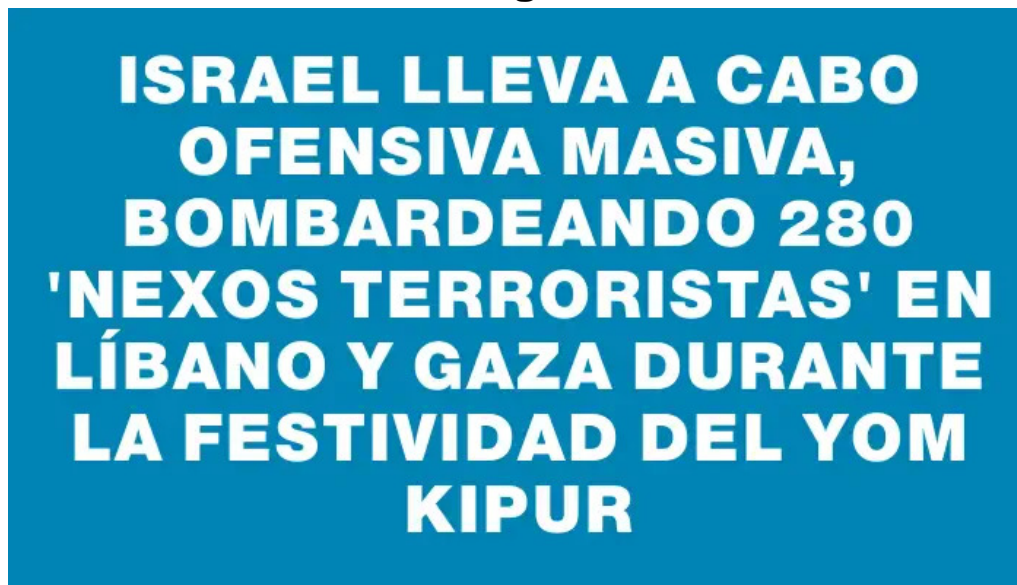 ISRAEL LLEVA A CABO
OFENSIVA MASIVA,
BOMBARDEANDO 280
'NEXOS TERRORISTAS' EN
LÍBANO Y GAZA DURANTE
LA FESTIVIDAD DEL YOM
KIPUR